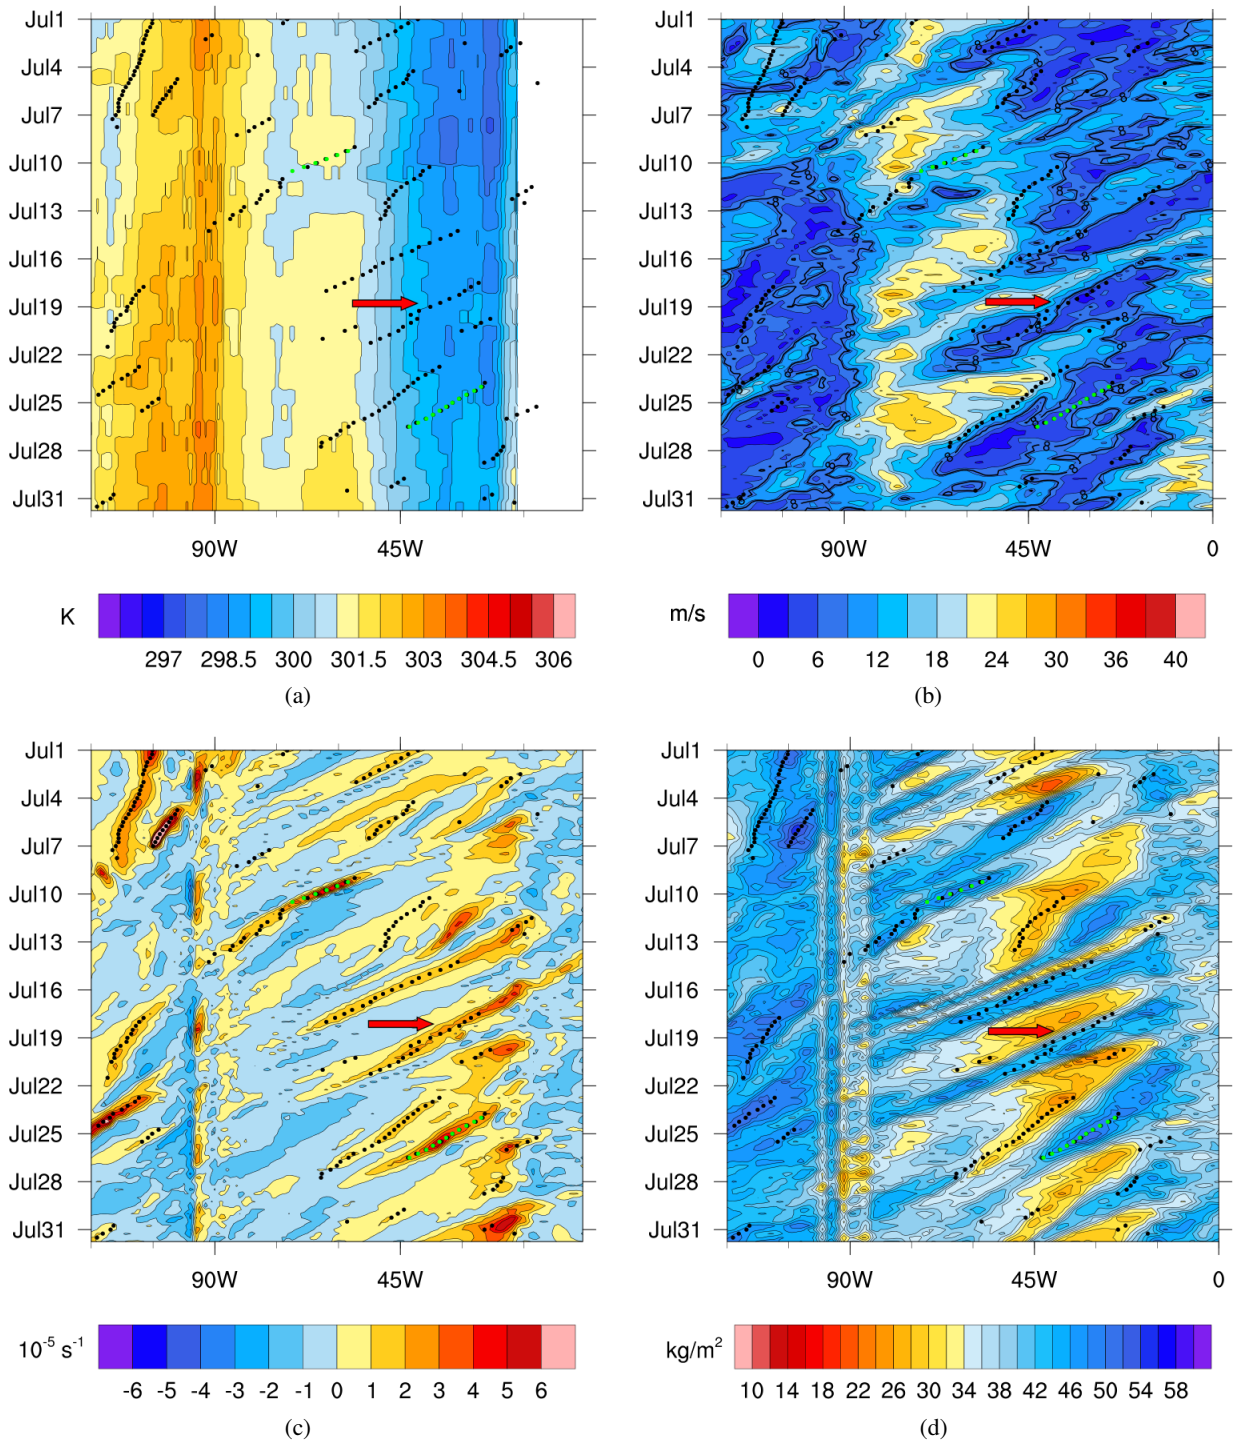 Jul1
Jul4
Jul7
Jul10
Jul13
Jul16
Jul19
Jul22
Jul25
Jul28
Jul31
90W 45W
K
297 298.5 300 301.5 303 304.5 306
(a)
Jul1
Jul4
Jul7
Jul10
Jul13
Jul16
Jul19
Jul22
Jul25
Jul28
Jul31
90W 45W 0
m/s
0 6 12 18 24 30 36 40
(b)
Jul1
Jul4
Jul7
Jul10
Jul13
Jul16
Jul19
Jul22
Jul25
Jul28
Jul31
90W 45W
10⁻⁵ s⁻¹
-6 -5 -4 -3 -2 -1 0 1 2 3 4 5 6
(c)
Jul1
Jul4
Jul7
Jul10
Jul13
Jul16
Jul19
Jul22
Jul25
Jul28
Jul31
90W 45W 0
kg/m²
10 14 18 22 26 30 34 38 42 46 50 54 58
(d)